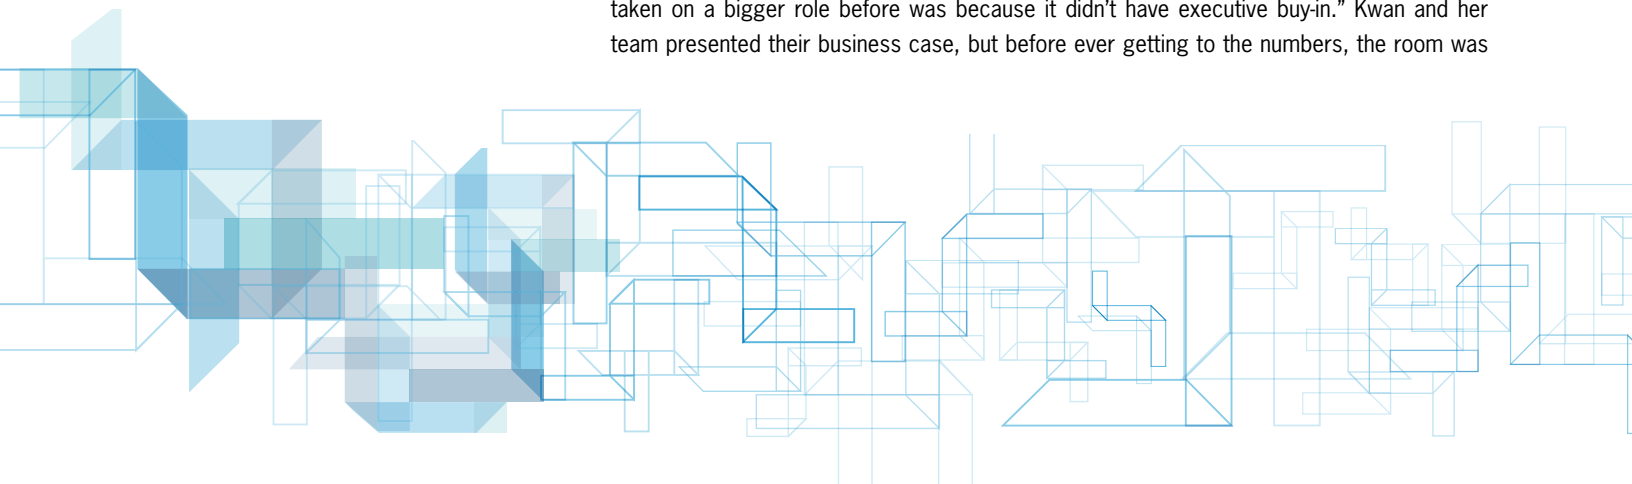 taken on a bigger role before was because it didn’t have executive buy-in.” Kwan and her
team presented their business case, but before ever getting to the numbers, the room was